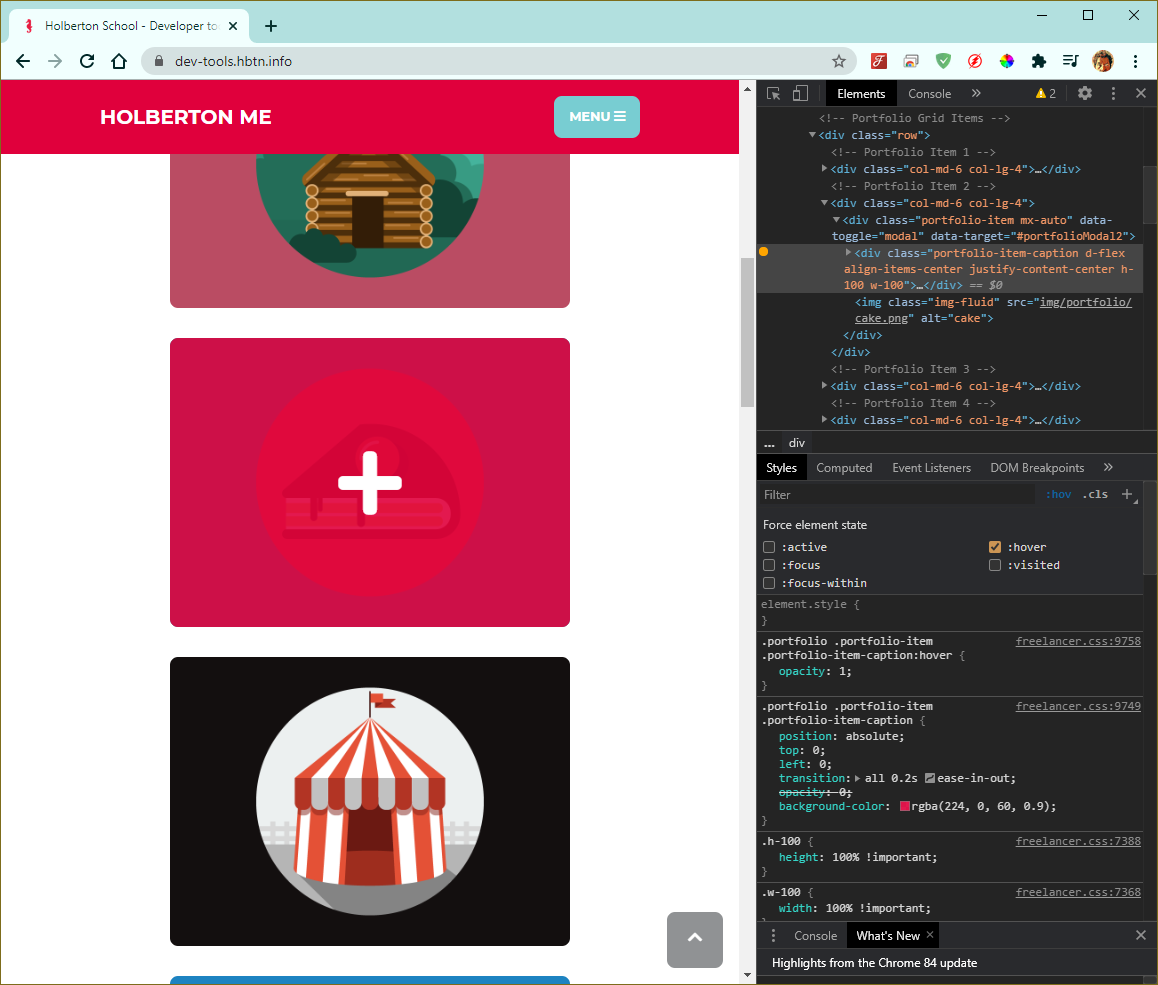 Holberton School - Developer to
dev-tools.hbtn.info
HOLBERTON ME
MENU
Elements
Console
2
<!-- Portfolio Grid Items -->
<div class="row">
<!-- Portfolio Item 1 -->
<div class="col-md-6 col-lg-4">…</div>
<!-- Portfolio Item 2 -->
<div class="col-md-6 col-lg-4">
<div class="portfolio-item mx-auto" data-
toggle="modal" data-target="#portfolioModal2">
<div class="portfolio-item-caption d-flex
align-items-center justify-content-center h-
100 w-100">…</div> == $0
<img class="img-fluid" src="img/portfolio/
cake.png" alt="cake">
</div>
</div>
<!-- Portfolio Item 3 -->
<div class="col-md-6 col-lg-4">…</div>
<!-- Portfolio Item 4 -->
<div class="col-md-6 col-lg-4">…</div>
... div
Styles Computed Event Listeners DOM Breakpoints
Filter :hov .cls
Force element state
:active :hover
:focus :visited
:focus-within
element.style {
}
.portfolio .portfolio-item freelancer.css:9758
.portfolio-item-caption:hover {
opacity: 1;
}
.portfolio .portfolio-item freelancer.css:9749
.portfolio-item-caption {
position: absolute;
top: 0;
left: 0;
transition: all 0.2s ease-in-out;
opacity: 0;
background-color: rgba(224, 0, 60, 0.9);
}
.h-100 { freelancer.css:7388
height: 100% !important;
}
.w-100 { freelancer.css:7368
width: 100% !important;
}
Console What's New
Highlights from the Chrome 84 update